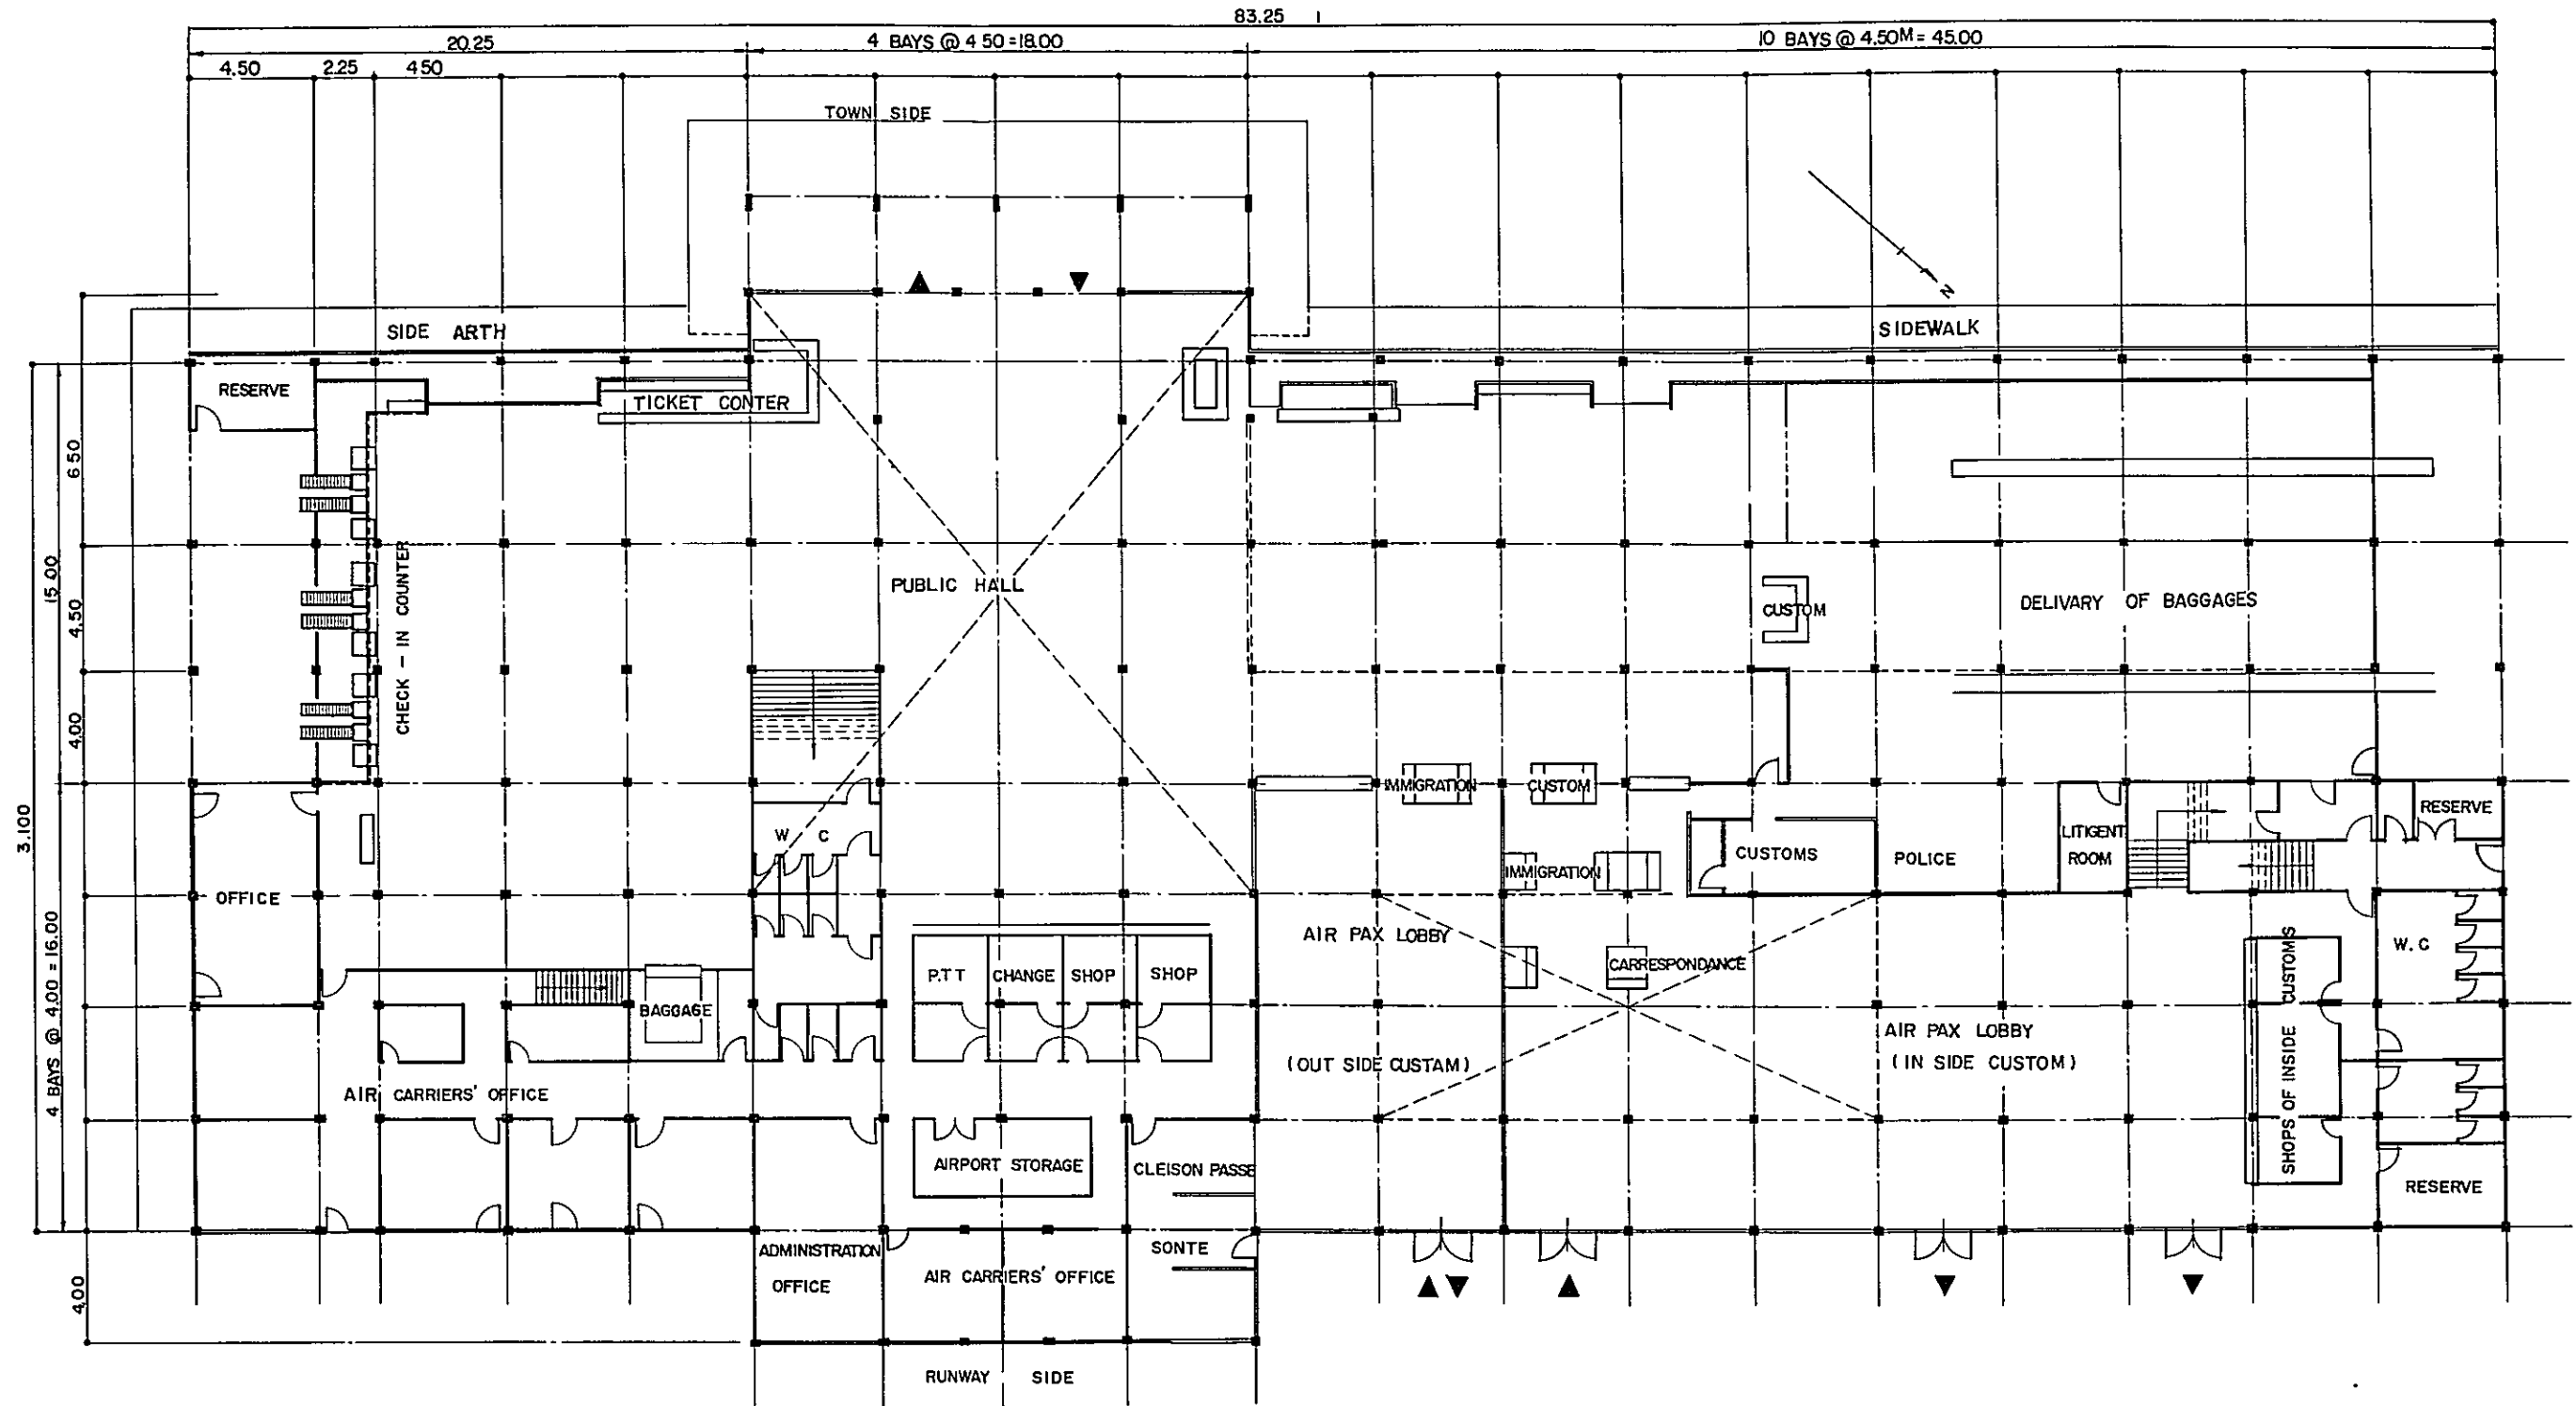 83.25
20.25
4 BAYS @ 4 50 =18.00
10 BAYS @ 4.50M = 45.00
4.50
2.25
450
TOWN SIDE
N
SIDE ARTH
SIDEWALK
RESERVE
TICKET CONTER
6 50
15 00
4.50
4.00
3.100
4 BAYS @ 4.00 = 16.00
4,00
CHECK - IN COUNTER
PUBLIC HALL
CUSTOM
DELIVARY OF BAGGAGES
IMMIGRATION
CUSTOM
RESERVE
W C
LITIGENT
ROOM
CUSTOMS
POLICE
IMMIGRATION
OFFICE
AIR PAX LOBBY
W. C
P.T T
CHANGE
SHOP
SHOP
CARRESPONDANCE
BAGGAGE
AIR PAX LOBBY
(OUT SIDE CUSTAM)
(IN SIDE CUSTOM)
SHOPS OF INSIDE CUSTOMS
AIR CARRIERS' OFFICE
AIRPORT STORAGE
CLEISON PASSE
RESERVE
ADMINISTRATION
OFFICE
SONTE
AIR CARRIERS' OFFICE
RUNWAY SIDE